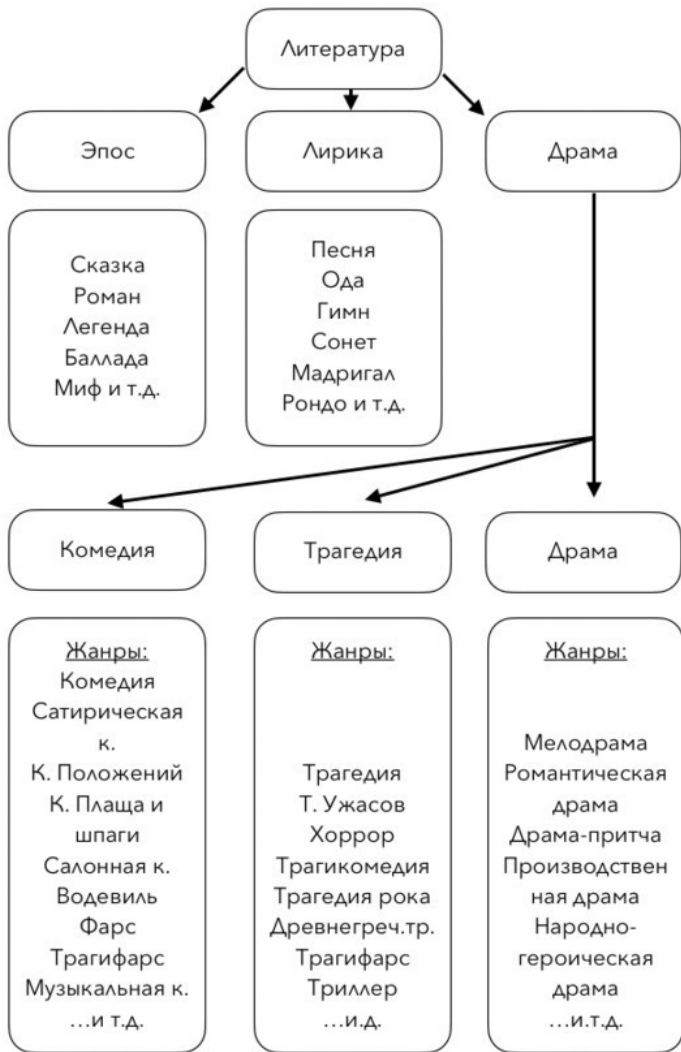 Литература
Эпос
Лирика
Драма
Сказка
Роман
Легенда
Баллада
Миф и т.д.
Песня
Ода
Гимн
Сонет
Мадригал
Рондо и т.д.
Комедия
Трагедия
Драма
Жанры:
Комедия
Сатирическая
к.
К. Положений
К. Плаща и
шпаги
Салонная к.
Водевиль
Фарс
Трагифарс
Музыкальная к.
...и т.д.
Жанры:
Трагедия
Т. Ужасов
Хоррор
Трагикомедия
Трагедия рока
Древнегреч.тр.
Трагифарс
Триллер
...и.д.
Жанры:
Мелодрама
Романтическая
драма
Драма-притча
Производствен
ная драма
Народно-
героическая
драма
...и.т.д.